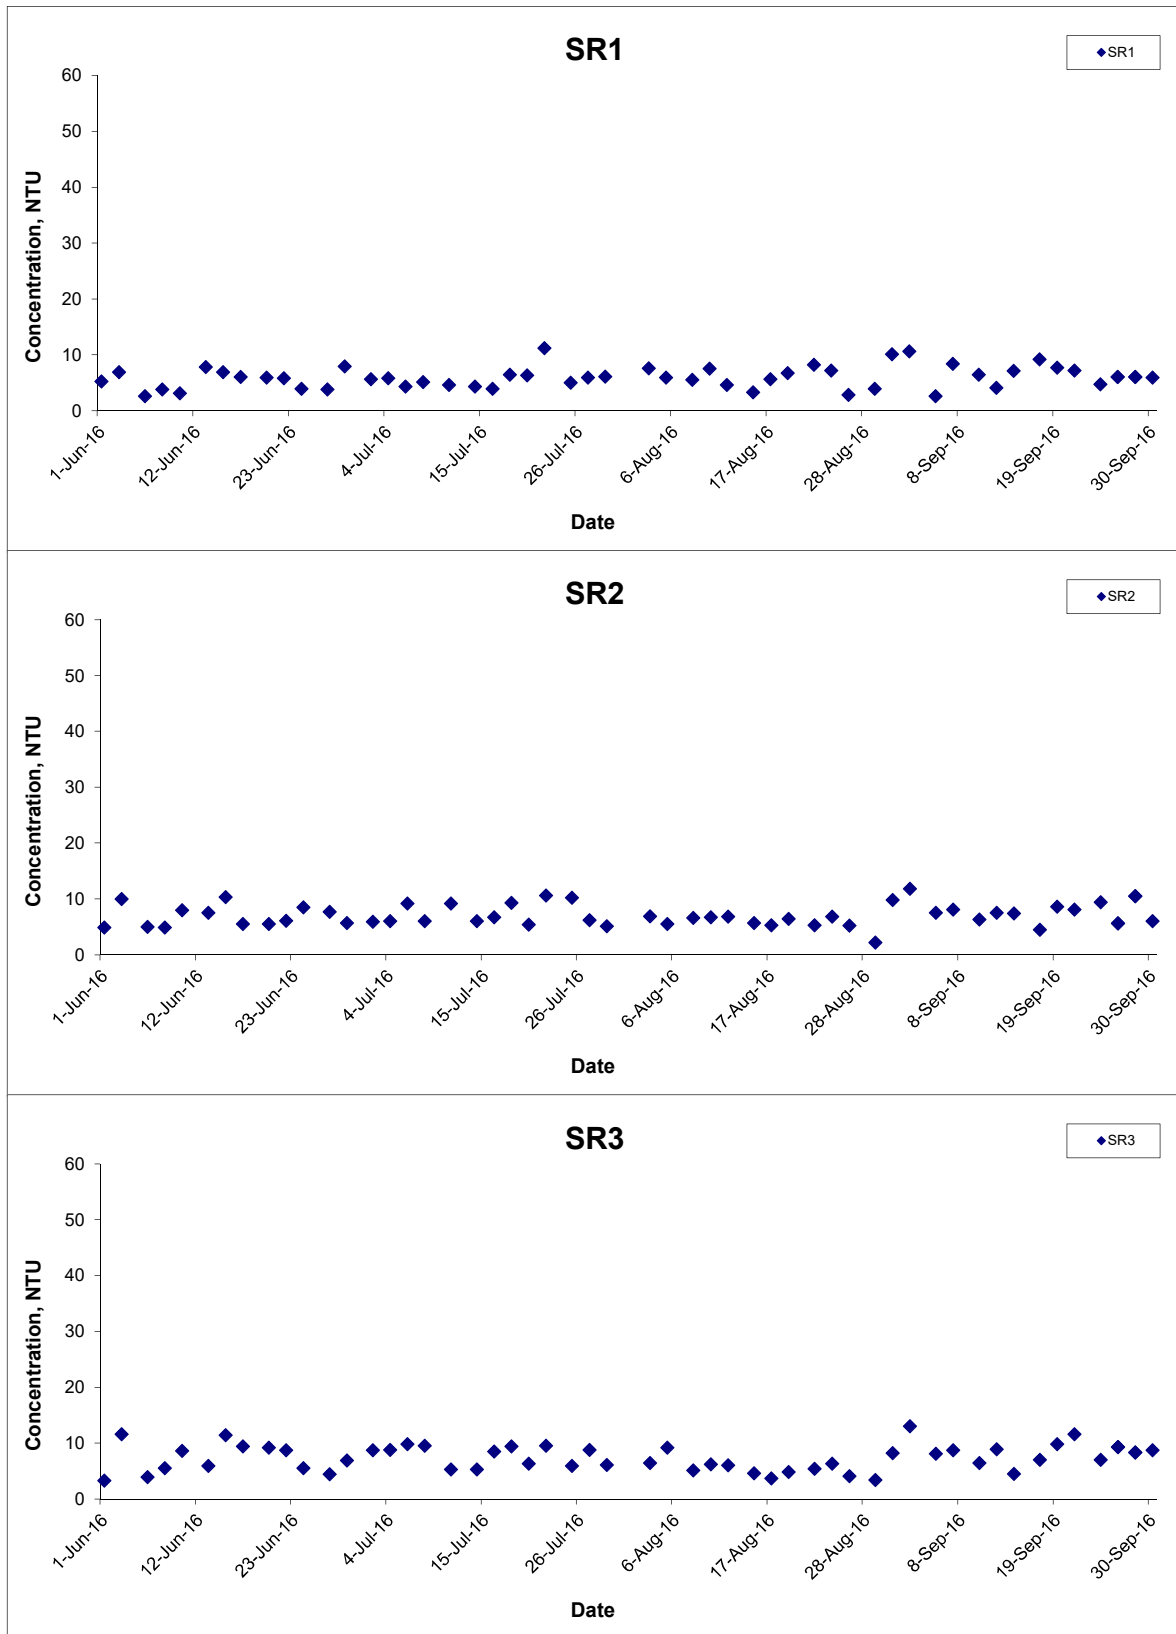 SR1
SR1
60
50
40
30
20
10
0
Concentration, NTU
1-Jun-16
12-Jun-16
23-Jun-16
4-Jul-16
15-Jul-16
26-Jul-16
6-Aug-16
17-Aug-16
28-Aug-16
8-Sep-16
19-Sep-16
30-Sep-16
Date
SR2
SR2
60
50
40
30
20
10
0
Concentration, NTU
1-Jun-16
12-Jun-16
23-Jun-16
4-Jul-16
15-Jul-16
26-Jul-16
6-Aug-16
17-Aug-16
28-Aug-16
8-Sep-16
19-Sep-16
30-Sep-16
Date
SR3
SR3
60
50
40
30
20
10
0
Concentration, NTU
1-Jun-16
12-Jun-16
23-Jun-16
4-Jul-16
15-Jul-16
26-Jul-16
6-Aug-16
17-Aug-16
28-Aug-16
8-Sep-16
19-Sep-16
30-Sep-16
Date